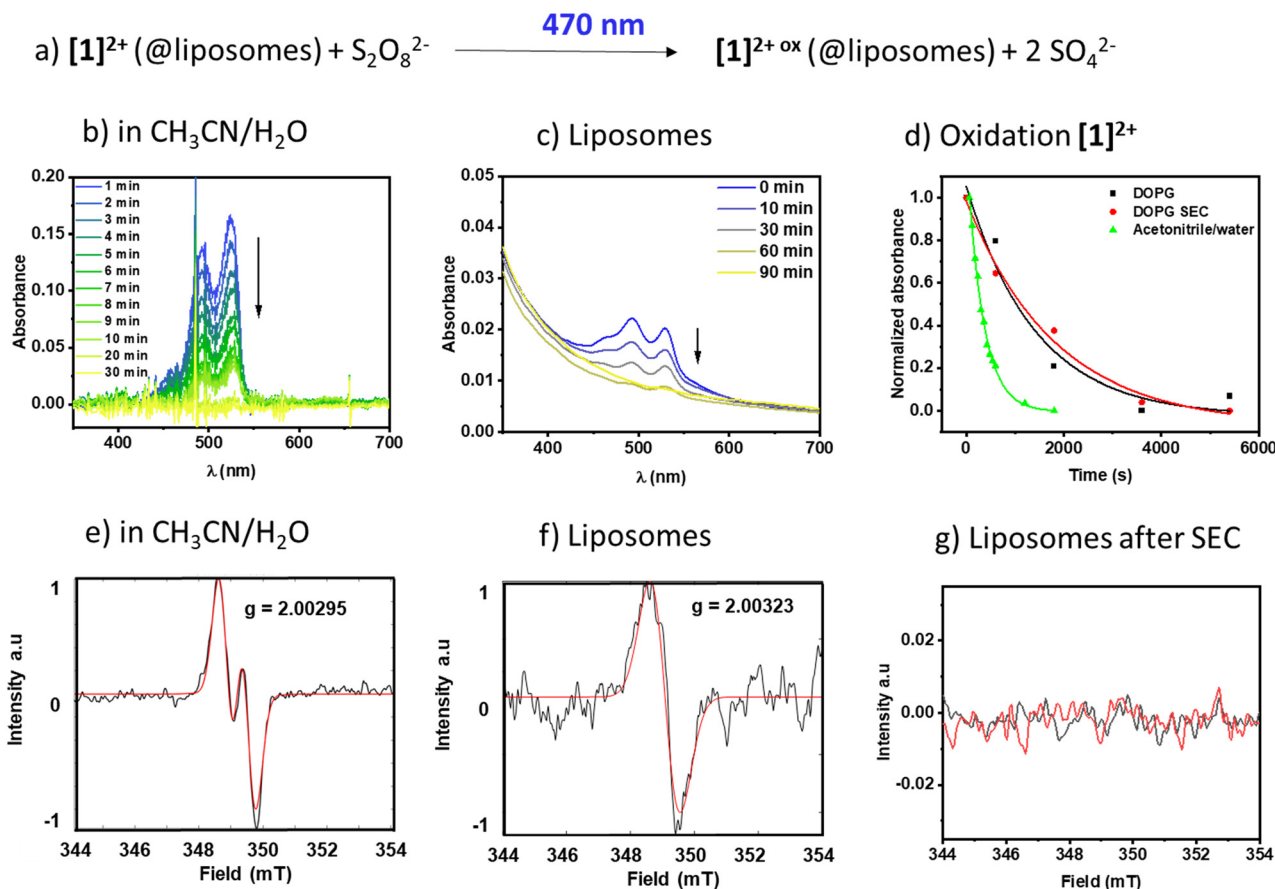 a) [1]²⁺ (@liposomes) + S₂O₈²⁻ 470 nm [1]²⁺ ᵒˣ (@liposomes) + 2 SO₄²⁻
b) in CH₃CN/H₂O
0.20
0.15
0.10
0.05
0.00
Absorbance
1 min
2 min
3 min
4 min
5 min
6 min
7 min
8 min
9 min
10 min
20 min
30 min
400 500 600 700
λ (nm)
c) Liposomes
0.05
0.04
0.03
0.02
0.01
0.00
Absorbance
0 min
10 min
30 min
60 min
90 min
400 500 600 700
λ (nm)
d) Oxidation [1]²⁺
1.0
0.8
0.6
0.4
0.2
0.0
Normalized absorbance
DOPG
DOPG SEC
Acetonitrile/water
0 2000 4000 6000
Time (s)
e) in CH₃CN/H₂O
1
0
-1
Intensity a.u
g = 2.00295
344 346 348 350 352 354
Field (mT)
f) Liposomes
1
0
-1
Intensity a.u
g = 2.00323
344 346 348 350 352 354
Field (mT)
g) Liposomes after SEC
0.02
0.00
-0.02
Intensity a.u
344 346 348 350 352 354
Field (mT)